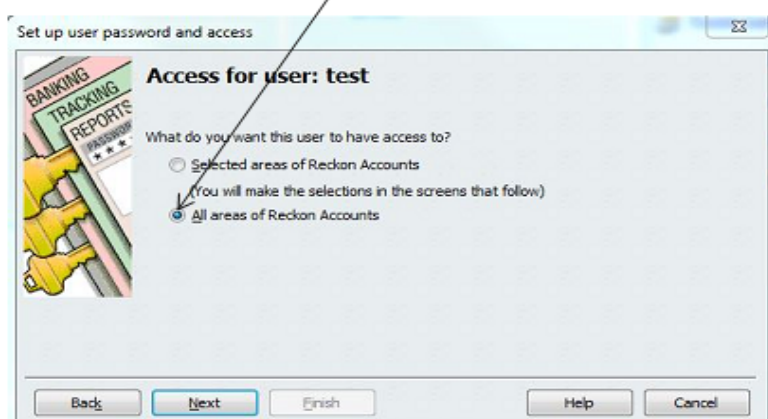 Set up user password and access
BANKING
TRACKING
REPORTS
PASSWOR
* * *
Access for user: test
What do you want this user to have access to?
Selected areas of Reckon Accounts
(You will make the selections in the screens that follow)
All areas of Reckon Accounts
Back Next Finish Help Cancel